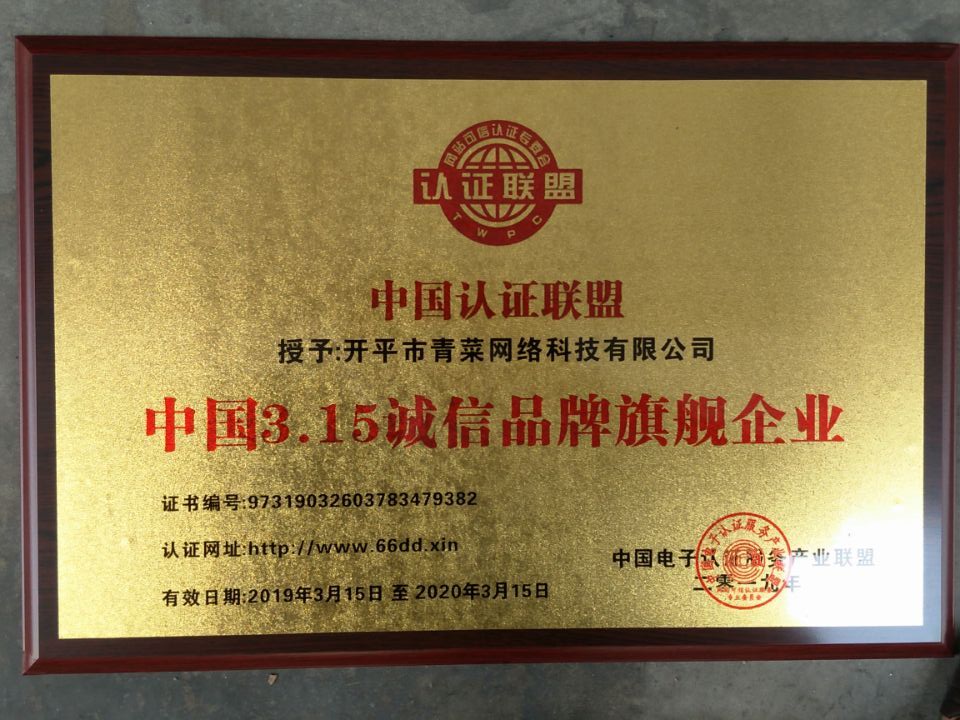 网站可信认证专委会
认证联盟
TWPC
中国认证联盟
授予:开平市青菜网络科技有限公司
中国3.15诚信品牌旗舰企业
证书编号:97319032603783479382
认证网址:http://www.66dd.xin
有效日期:2019年3月15日 至 2020年3月15日
中国电子认证服务产业联盟
二零一九年